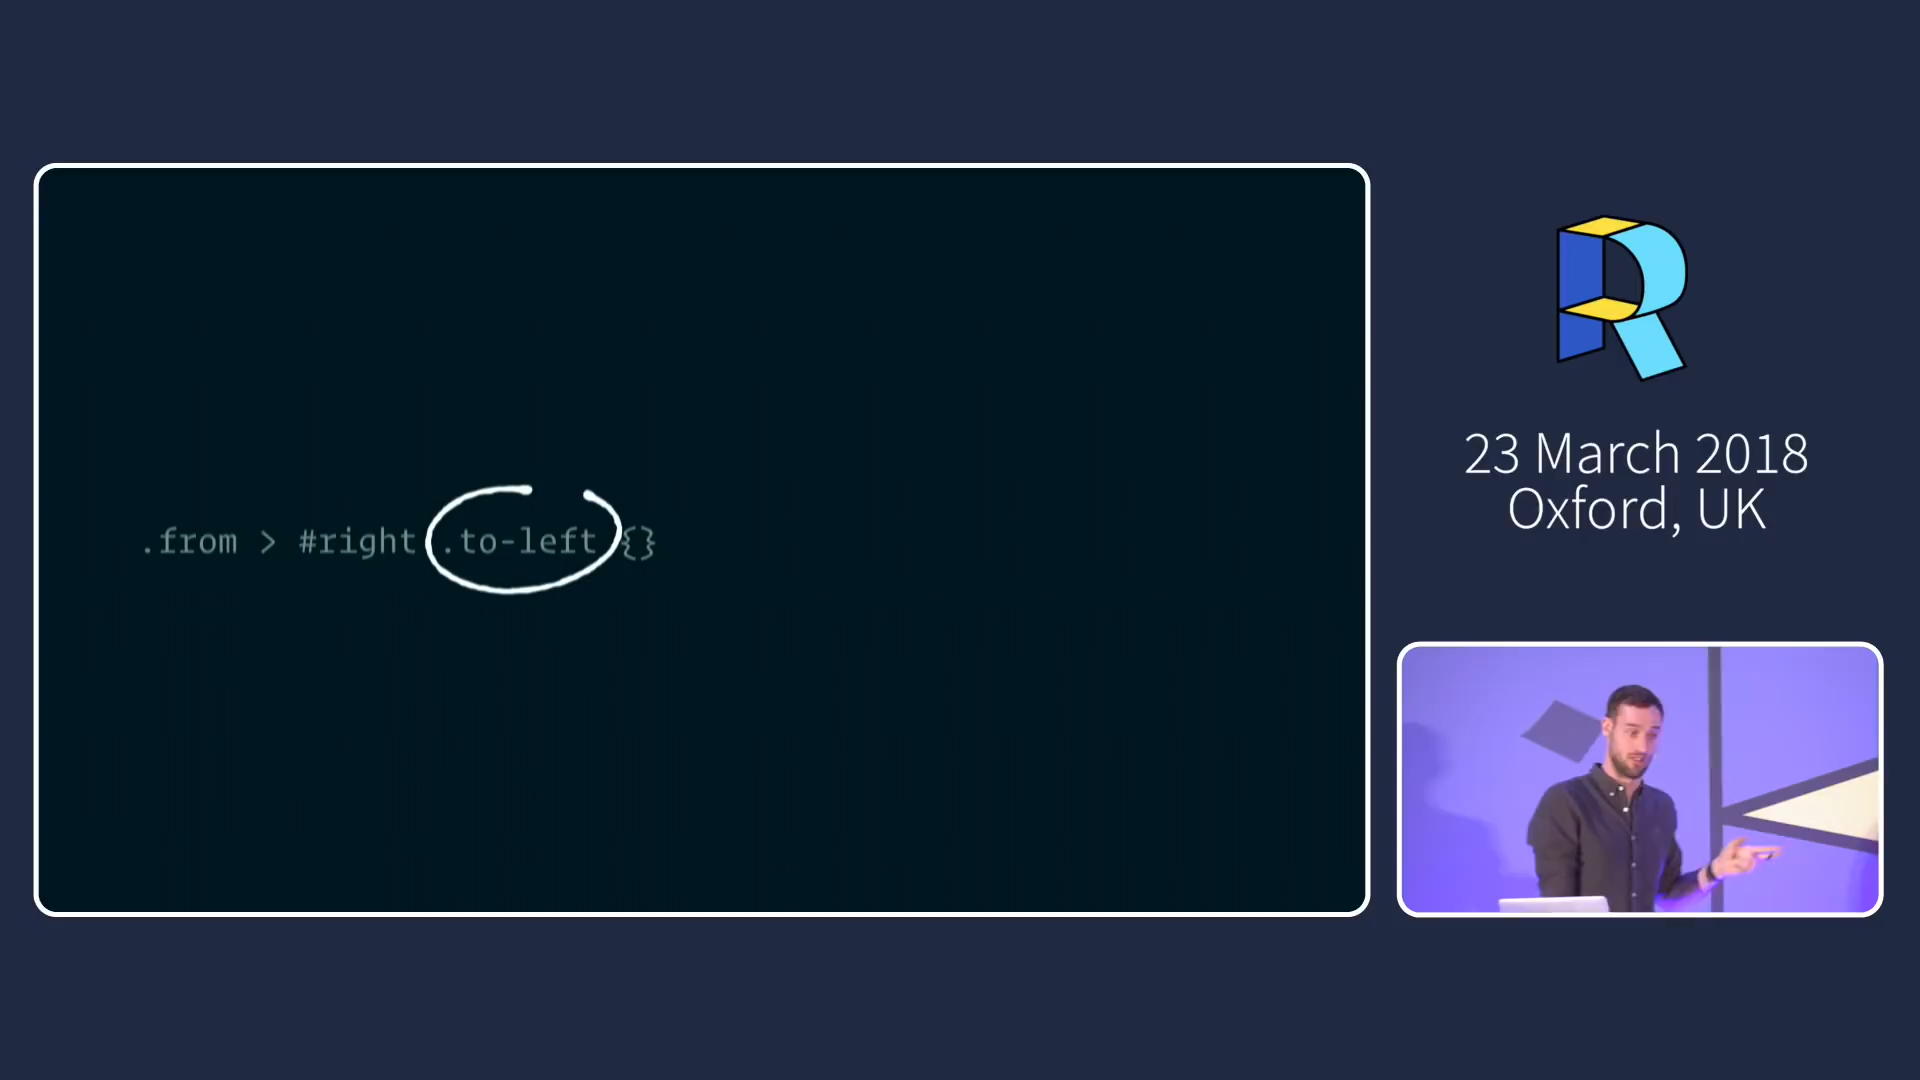 .from > #right .to-left {}
23 March 2018
Oxford, UK